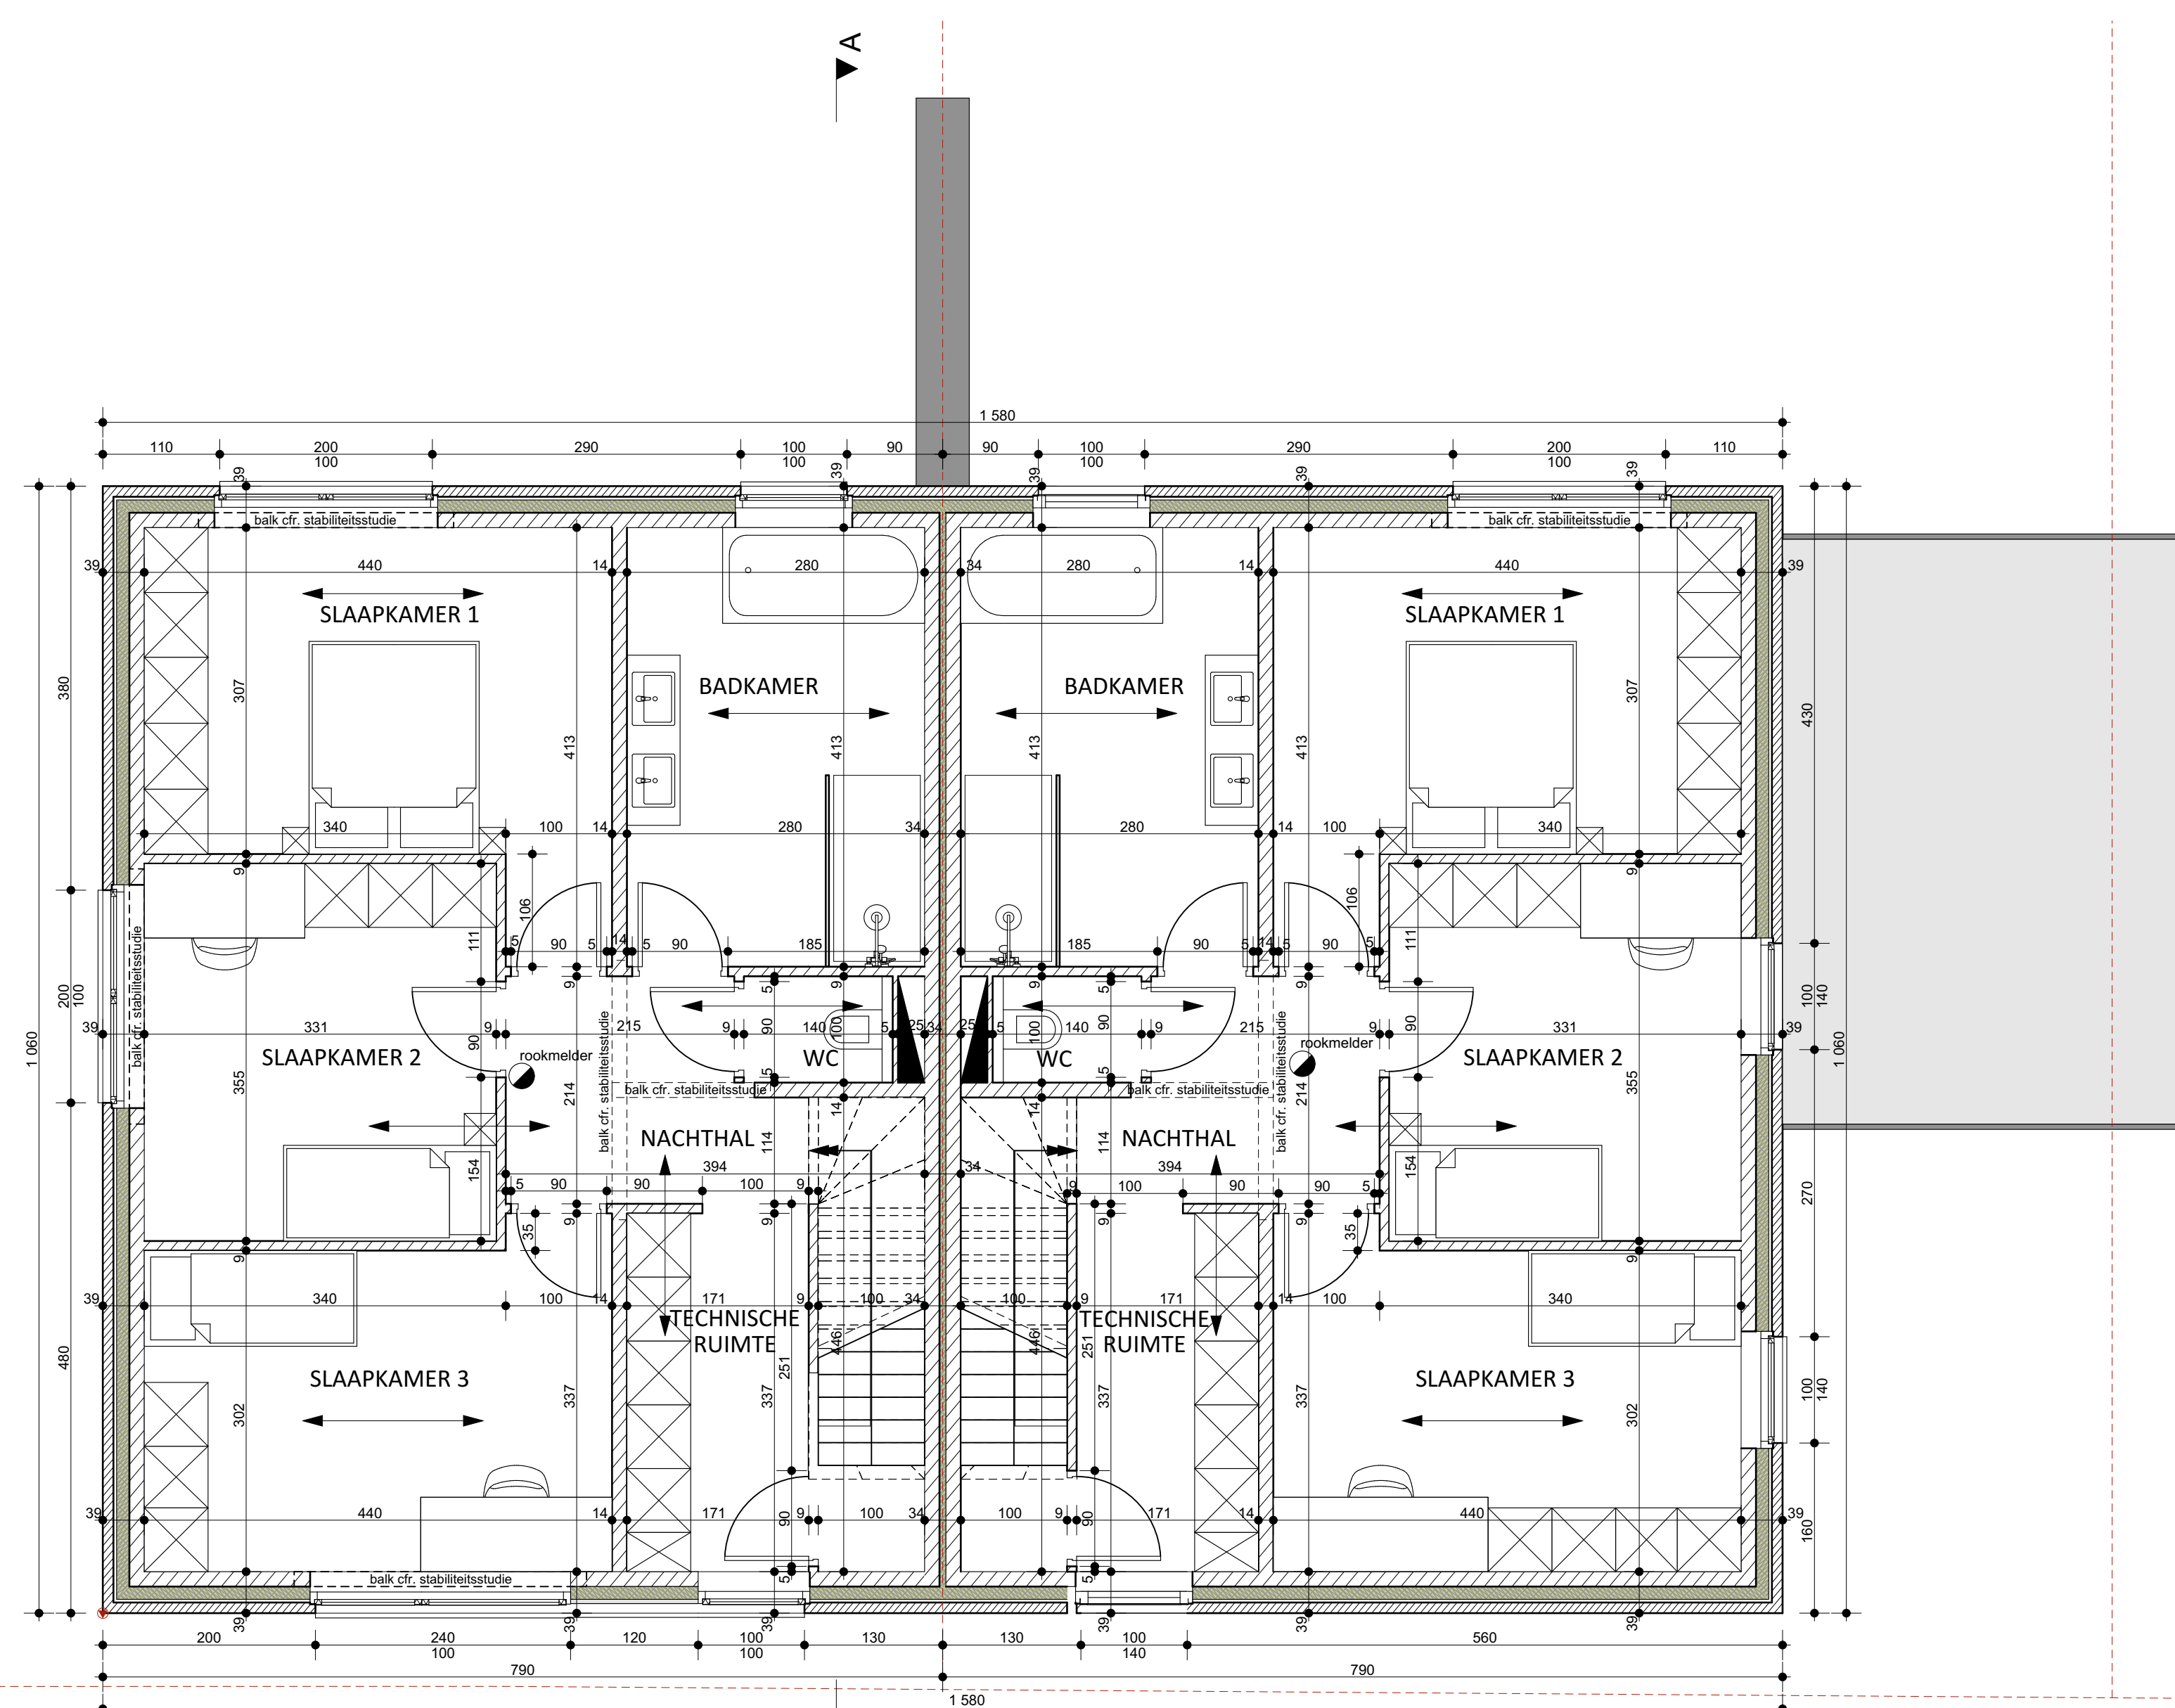 A
1 580
110 200 290 100 90 90 100 290 200 110
100 100 100 100
39 39 39 39 39
balk cfr. stabiliteitsstudie balk cfr. stabiliteitsstudie
39 440 14 280 34 280 14 440 39
SLAAPKAMER 1 SLAAPKAMER 1
BADKAMER BADKAMER
380 307 413 413 413 413 307 430
340 100 14 280 34 280 14 100 340
9 106 106 9
111 5 90 5 14 5 90 185 185 90 5 14 5 90 5 111
9 9 9 9
balk cfr. stabiliteitsstudie
200
100
100
140
5 90 100 100 90 5
39 331 9 215 9 140 5 25 34 25 5 140 9 215 9 331 39
1 060 1 060
90 90
rookmelder rookmelder
SLAAPKAMER 2 WC WC SLAAPKAMER 2
355 214 5 5 214 355
balk cfr. stabiliteitsstudie balk cfr. stabiliteitsstudie
balk cfr. stabiliteitsstudie balk cfr. stabiliteitsstudie
14 14
NACHTHAL NACHTHAL
114 114
154 394 34 394 154
5 90 90 100 9 9 100 90 90 5
270
9 9 9 9
35 35
9 9
39 340 100 14 171 9 100 34 100 9 171 14 100 340
TECHNISCHE TECHNISCHE
RUIMTE RUIMTE
446 446
251 251
480
SLAAPKAMER 3 SLAAPKAMER 3
302 337 337 337 337 302
100
140
39 440 14 171 9 100 34 100 9 171 14 440 39
90 90
160
5 5
balk cfr. stabiliteitsstudie
39 39 39 39 39 39
200 240 120 100 130 130 100 560
100 100 140
790 790
1 580